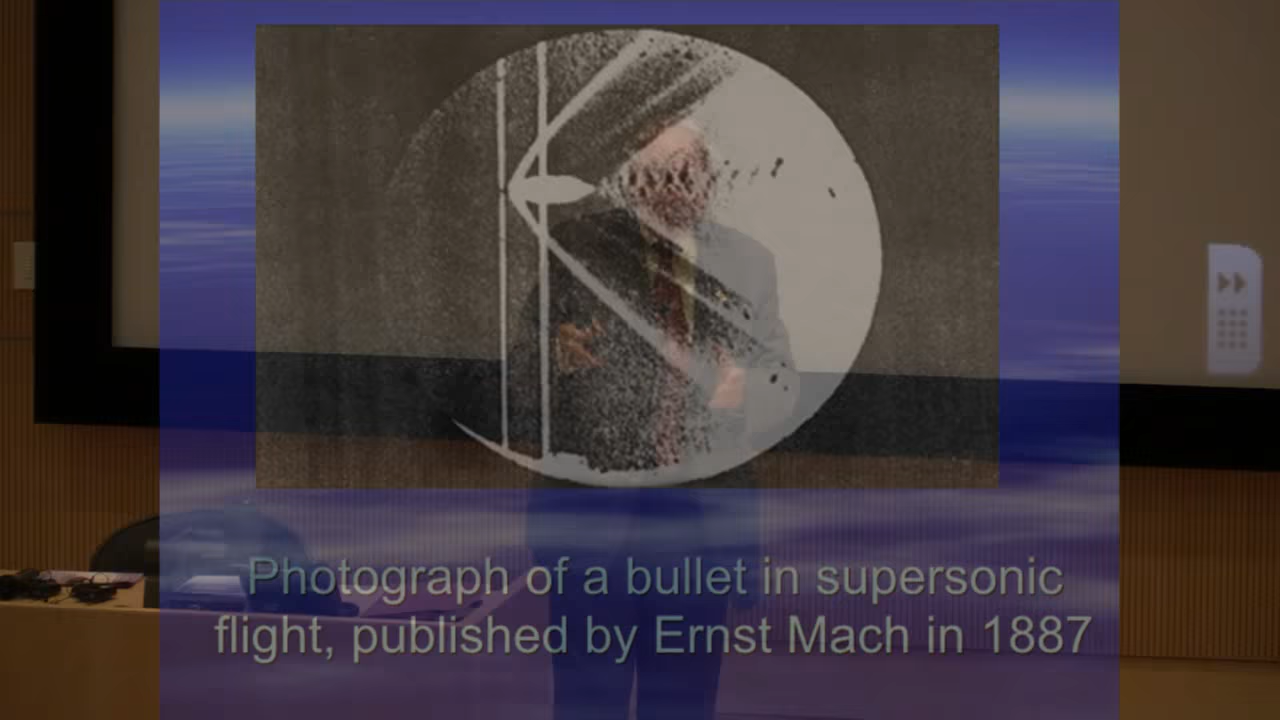 Photograph of a bullet in supersonic
flight, published by Ernst Mach in 1887